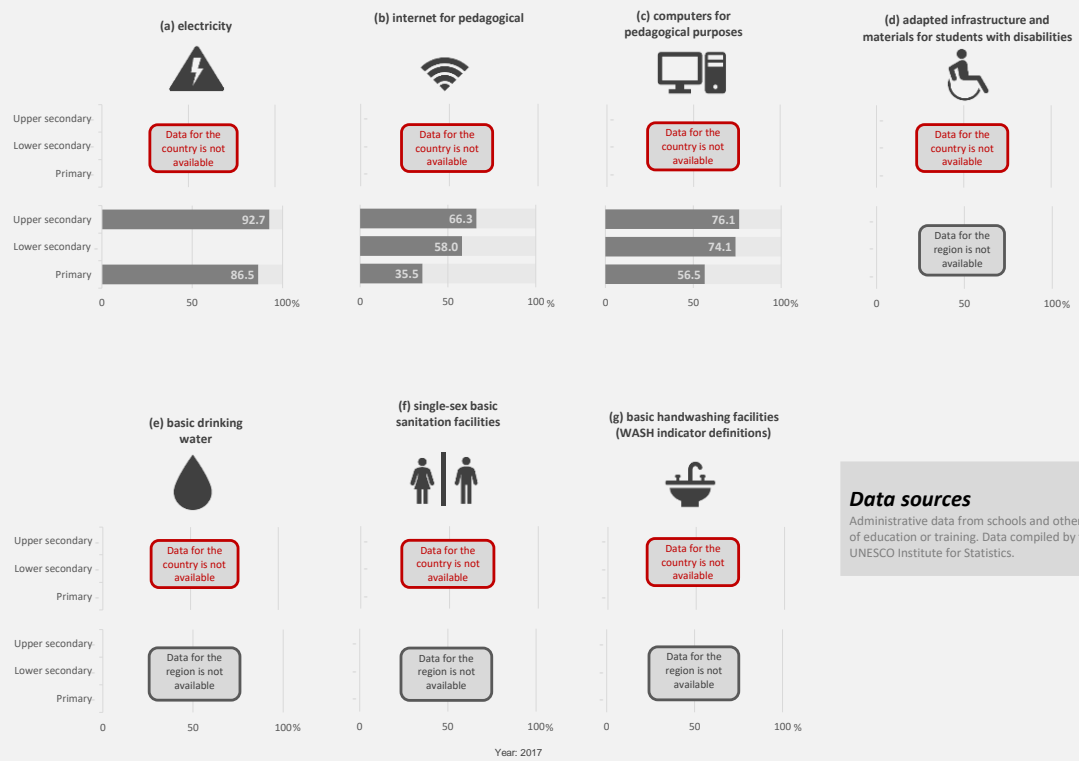 (a) electricity
(b) internet for pedagogical
(c) computers for
pedagogical purposes
(d) adapted infrastructure and
materials for students with disabilities
Upper secondary
Lower secondary
Primary
Data for the
country is not
available
Data for the
country is not
available
Data for the
country is not
available
Data for the
country is not
available
Upper secondary
Lower secondary
Primary
92.7
86.5
0 50 100%
66.3
58.0
35.5
0 50 100%
76.1
74.1
56.5
0 50 100%
Data for the
region is not
available
0 50 100%
(e) basic drinking
water
(f) single-sex basic
sanitation facilities
(g) basic handwashing facilities
(WASH indicator definitions)
Upper secondary
Lower secondary
Primary
Data for the
country is not
available
Data for the
country is not
available
Data for the
country is not
available
Data sources
Administrative data from schools and other
of education or training. Data compiled by
UNESCO Institute for Statistics.
Upper secondary
Lower secondary
Primary
Data for the
region is not
available
Data for the
region is not
available
Data for the
region is not
available
0 50 100%
0 50 100%
0 50 100%
Year: 2017